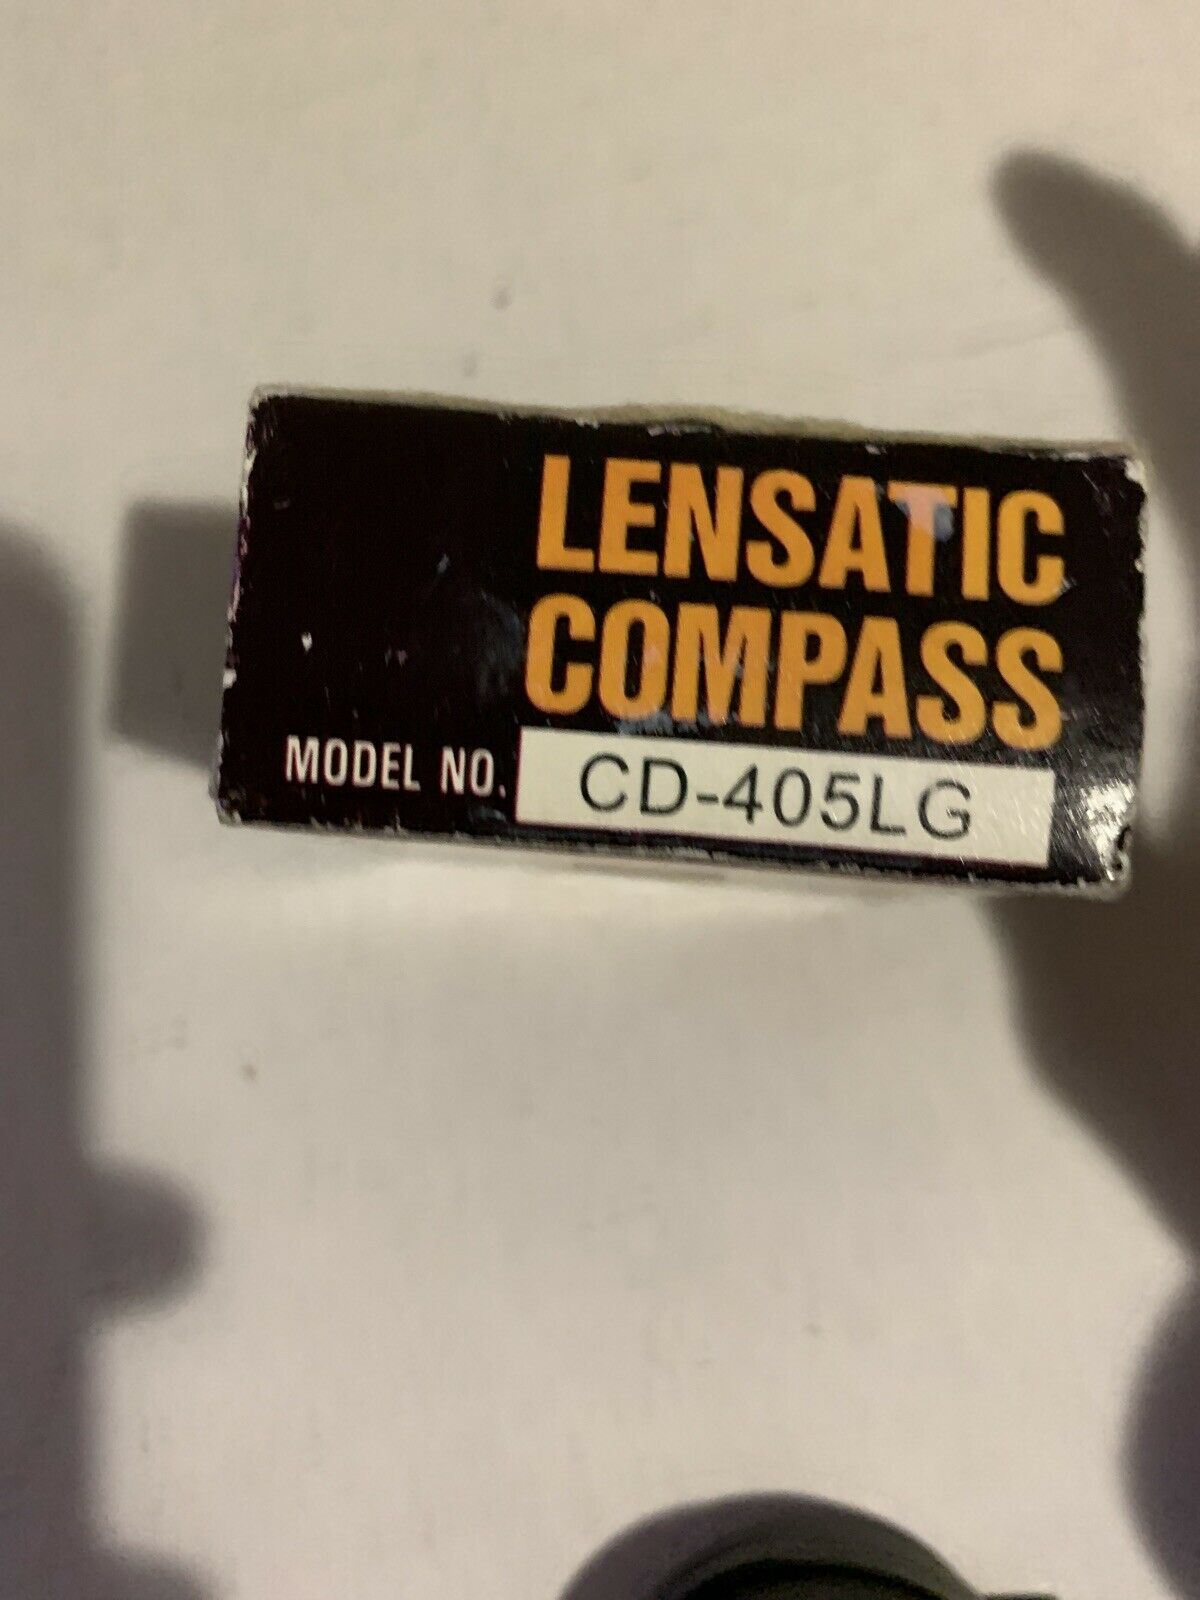 LENSATIC
COMPASS
MODEL NO. CD-405LG